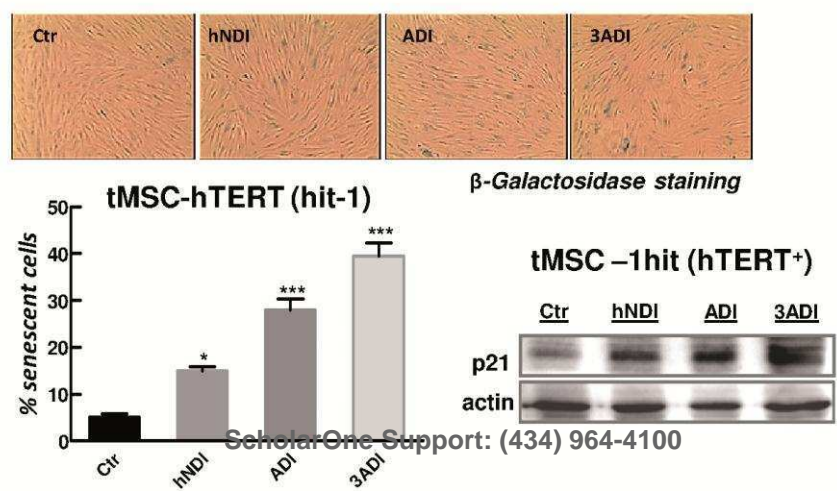 Ctr hNDI ADI 3ADI
β-Galactosidase staining
tMSC-hTERT (hit-1)
% senescent cells
50
40
30
20
10
0
*
***
***
Ctr hNDI ADI 3ADI
tMSC –1hit (hTERT⁺)
Ctr hNDI ADI 3ADI
p21
actin
ScholarOne Support: (434) 964-4100